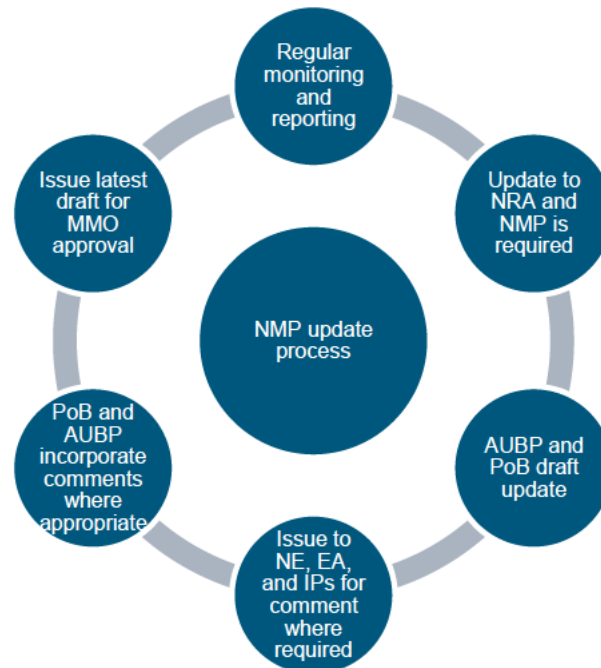 Regular
monitoring
and
reporting
Update to
NRA and
NMP is
required
AUBP and
PoB draft
update
Issue to
NE, EA,
and IPs for
comment
where
required
PoB and
AUBP
incorporate
comments
where
appropriate
Issue latest
draft for
MMO
approval
NMP update
process